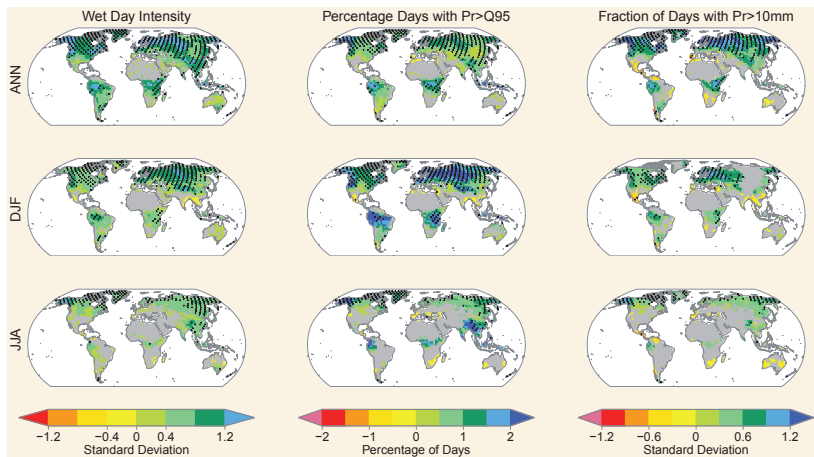 Wet Day Intensity
Percentage Days with Pr>Q95
Fraction of Days with Pr>10mm
ANN
DJF
JJA
−1.2 −0.8 −0.4 0 0.4 1.2
Standard Deviation
−2 −1 0 1 2
Percentage of Days
−1.2 −0.6 0 0.6 1.2
Standard Deviation